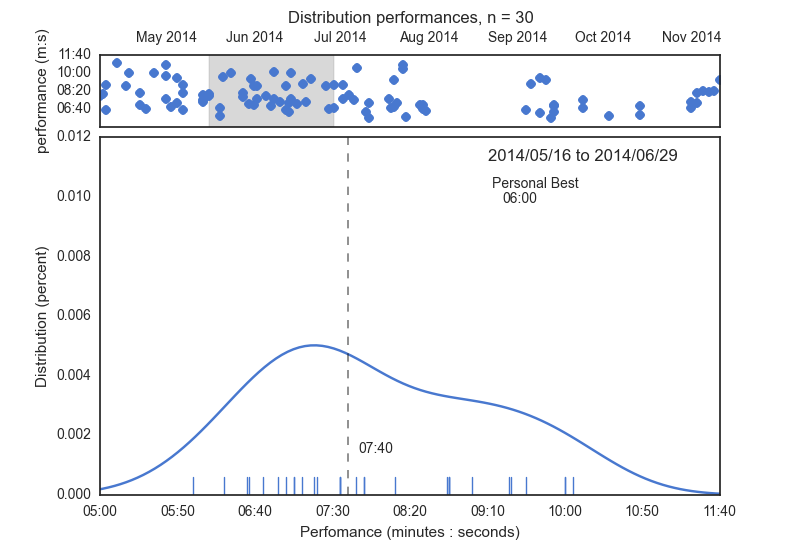 Distribution performances, n = 30
May 2014 Jun 2014 Jul 2014 Aug 2014 Sep 2014 Oct 2014 Nov 2014
performance (m:s)
11:40
10:00
08:20
06:40
Distribution (percent)
0.012
0.010
0.008
0.006
0.004
0.002
0.000
2014/05/16 to 2014/06/29
Personal Best
06:00
07:40
05:00 05:50 06:40 07:30 08:20 09:10 10:00 10:50 11:40
Perfomance (minutes : seconds)